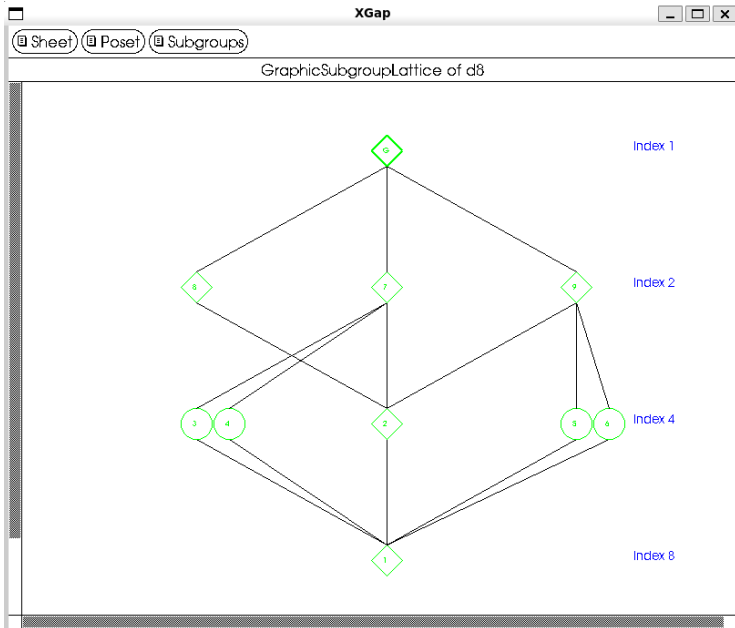 XGap
Sheet Poset Subgroups
GraphicSubgroupLattice of d8
G Index 1
8 7 9 Index 2
3 4 2 5 6 Index 4
1 Index 8